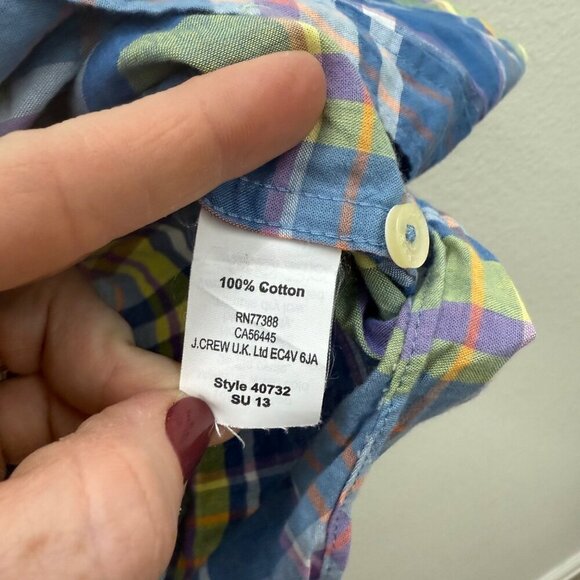 100% Cotton
RN77388
CA56445
J.CREW U.K. Ltd EC4V 6JA
Style 40732
SU 13